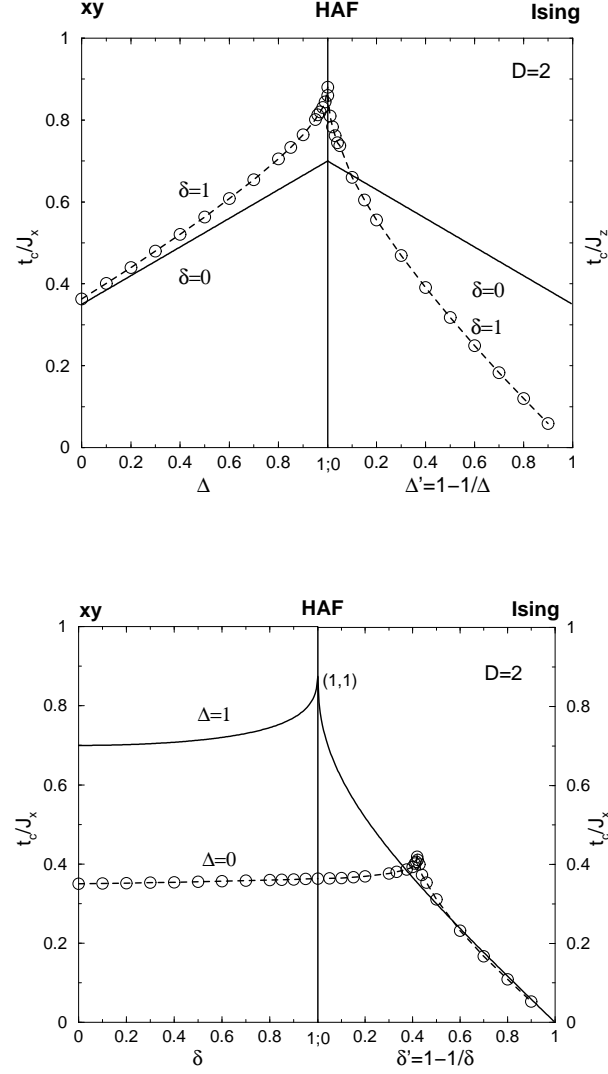 xy HAF Ising
1
D=2
0.8
δ=1
0.6
t_c/J_x t_c/J_z
δ=0 δ=0
0.4
δ=1
0.2
0
0 0.2 0.4 0.6 0.8 1;0 0.2 0.4 0.6 0.8 1
Δ Δ'=1−1/Δ
xy HAF Ising
1 1
(1,1) D=2
0.8 0.8
Δ=1
0.6 0.6
t_c/J_x t_c/J_x
Δ=0
0.4 0.4
0.2 0.2
0 0
0 0.2 0.4 0.6 0.8 1;0 0.2 0.4 0.6 0.8 1
δ δ'=1−1/δ